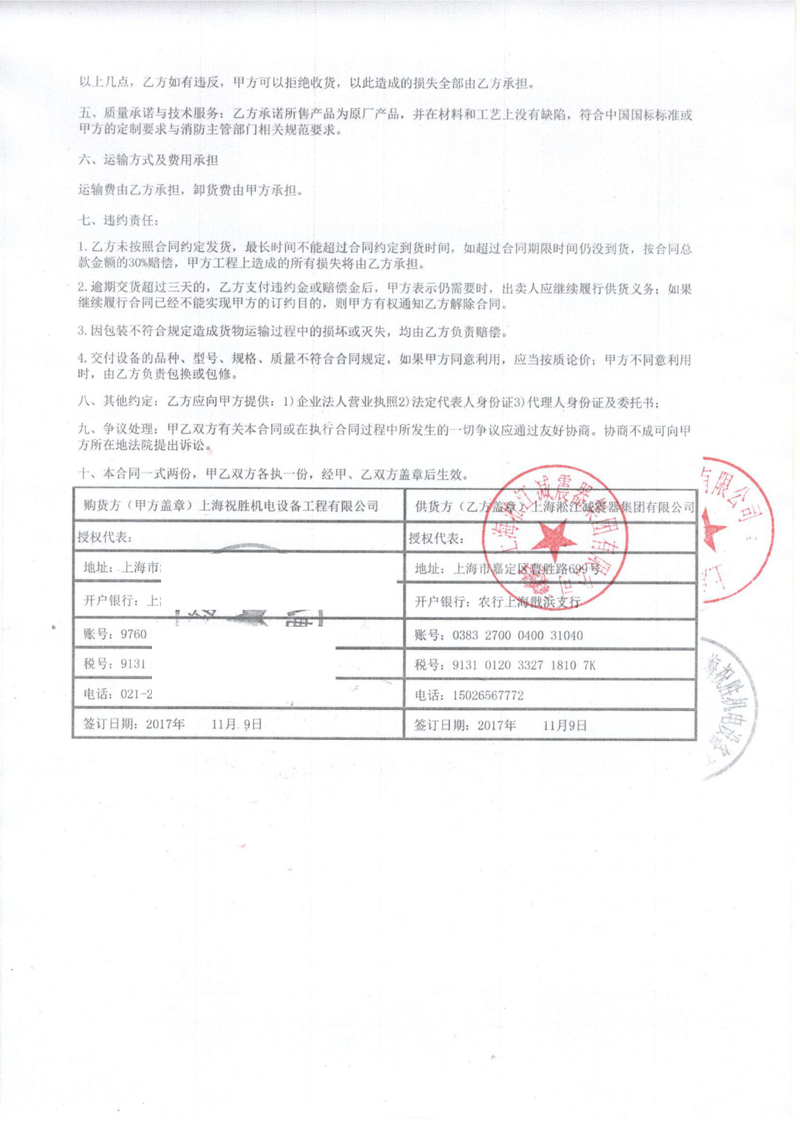 以上几点，乙方如有违反，甲方可以拒绝收货，以此造成的损失全部由乙方承担。
五、质量承诺与技术服务：乙方承诺所售产品为原厂产品，并在材料和工艺上没有缺陷，符合中国国标标准或
甲方的定制要求与消防主管部门相关规范要求。
六、运输方式及费用承担
运输费由乙方承担，卸货费由甲方承担。
七、违约责任：
1.乙方未按照合同约定发货，最长时间不能超过合同约定到货时间，如超过合同期限时间仍没到货，按合同总
款金额的30%赔偿，甲方工程上造成的所有损失将由乙方承担。
2.逾期交货超过三天的，乙方支付违约金或赔偿金后，甲方表示仍需要时，出卖人应继续履行供货义务；如果
继续履行合同已经不能实现甲方的订约目的，则甲方有权通知乙方解除合同。
3.因包装不符合规定造成货物运输过程中的损坏或灭失，均由乙方负责赔偿。
4.交付设备的品种、型号、规格、质量不符合合同规定，如果甲方同意利用，应当按质论价；甲方不同意利用
时，由乙方负责包换或包修。
八、其他约定：乙方应向甲方提供：1)企业法人营业执照2)法定代表人身份证3)代理人身份证及委托书；
九、争议处理：甲乙双方有关本合同或在执行合同过程中所发生的一切争议应通过友好协商。协商不成可向甲
方所在地法院提出诉讼。
十、本合同一式两份，甲乙双方各执一份，经甲、乙双方盖章后生效。
购货方（甲方盖章）上海祝胜机电设备工程有限公司 供货方（乙方盖章）上海淞江减震器集团有限公司
授权代表： 授权代表：
地址：上海市 地址：上海市嘉定区 胜路699号
开户银行：上 开户银行：农行上海 浜支行
账号：9760 账号：0383 2700 0400 31040
税号：9131 税号：9131 0120 3327 1810 7K
电话：021-2 电话：15026567772
签订日期：2017年 11月 9日 签订日期：2017年 11月9日
上海淞江减震器集团有限公司
有限公司
上海
海祝胜机电设备